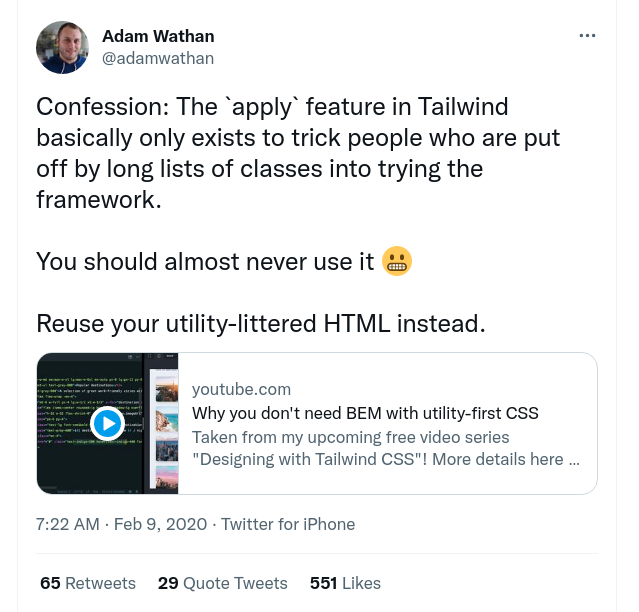 Adam Wathan
@adamwathan
Confession: The `apply` feature in Tailwind
basically only exists to trick people who are put
off by long lists of classes into trying the
framework.
You should almost never use it 😬
Reuse your utility-littered HTML instead.
youtube.com
Why you don't need BEM with utility-first CSS
Taken from my upcoming free video series
"Designing with Tailwind CSS"! More details here ...
7:22 AM · Feb 9, 2020 · Twitter for iPhone
65 Retweets 29 Quote Tweets 551 Likes